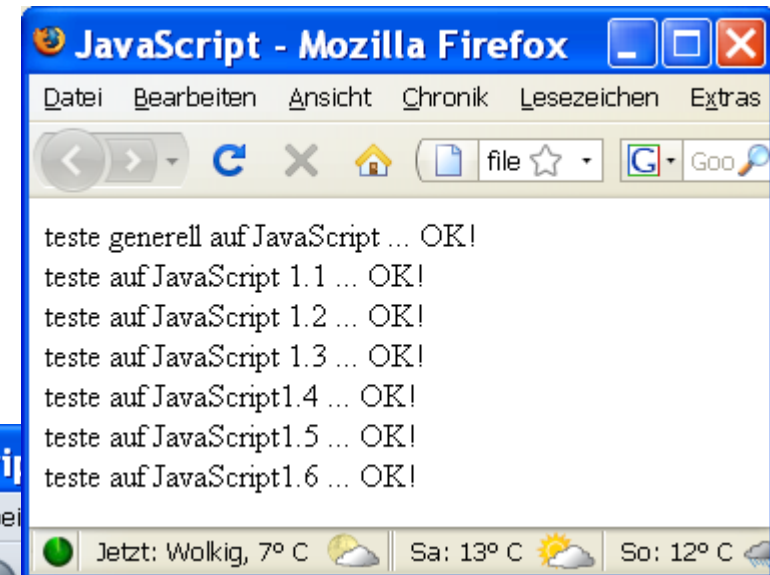 JavaScript - Mozilla Firefox
Datei Bearbeiten Ansicht Chronik Lesezeichen Extras
file G Goo
teste generell auf JavaScript ... OK!
teste auf JavaScript 1.1 ... OK!
teste auf JavaScript 1.2 ... OK!
teste auf JavaScript 1.3 ... OK!
teste auf JavaScript1.4 ... OK!
teste auf JavaScript1.5 ... OK!
teste auf JavaScript1.6 ... OK!
Jetzt: Wolkig, 7° C Sa: 13° C So: 12° C